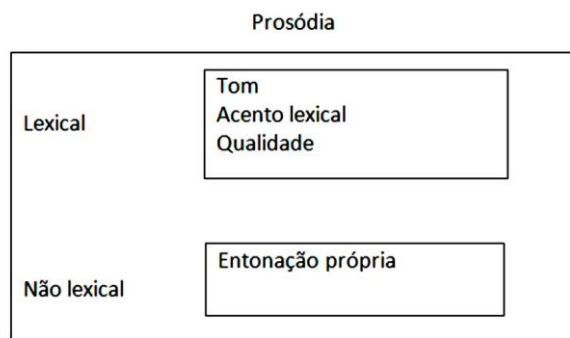 Prosódia
Lexical
Tom
Acento lexical
Qualidade
Não lexical
Entonação própria